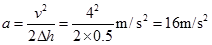 a = v²/2Δh = 4²/2×0.5 m/s² = 16m/s²